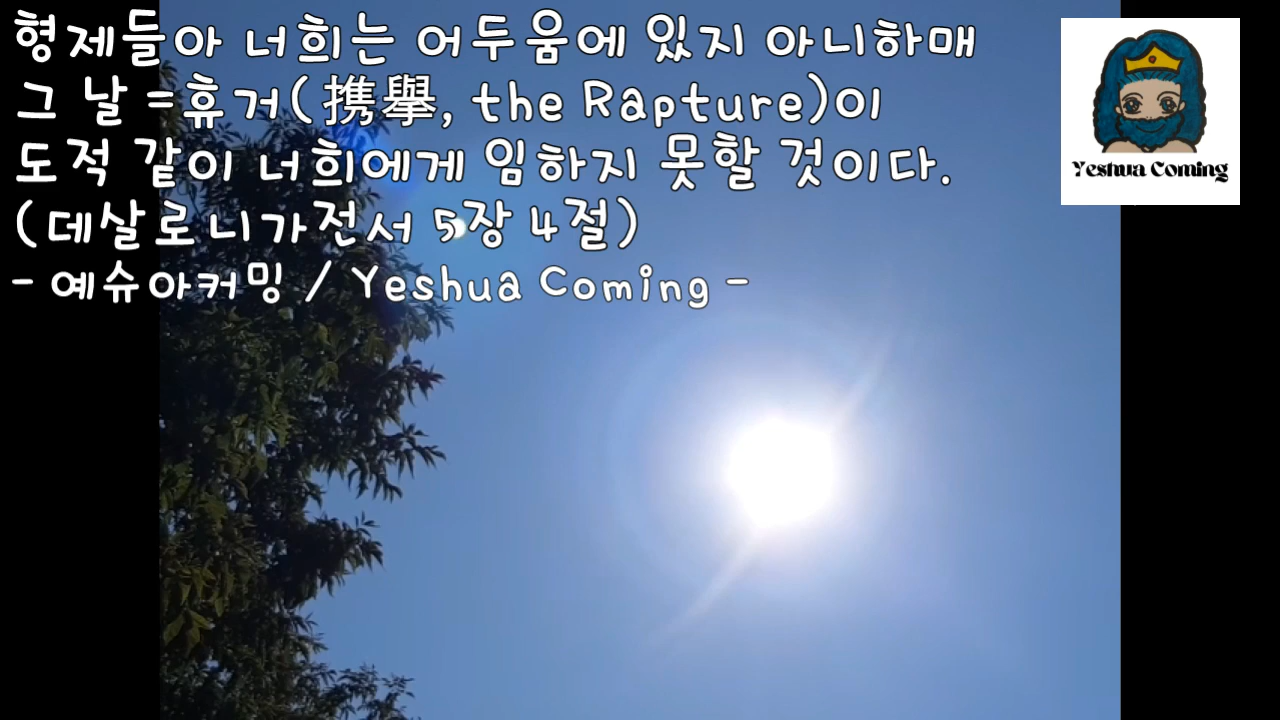 형제들아 너희는 어두움에 있지 아니하매
그 날 =휴거(携擧, the Rapture)이
도적 같이 너희에게 임하지 못할 것이다.
(데살로니가전서 5장 4절)
- 예슈아커밍 / Yeshua Coming -
Yeshua Coming